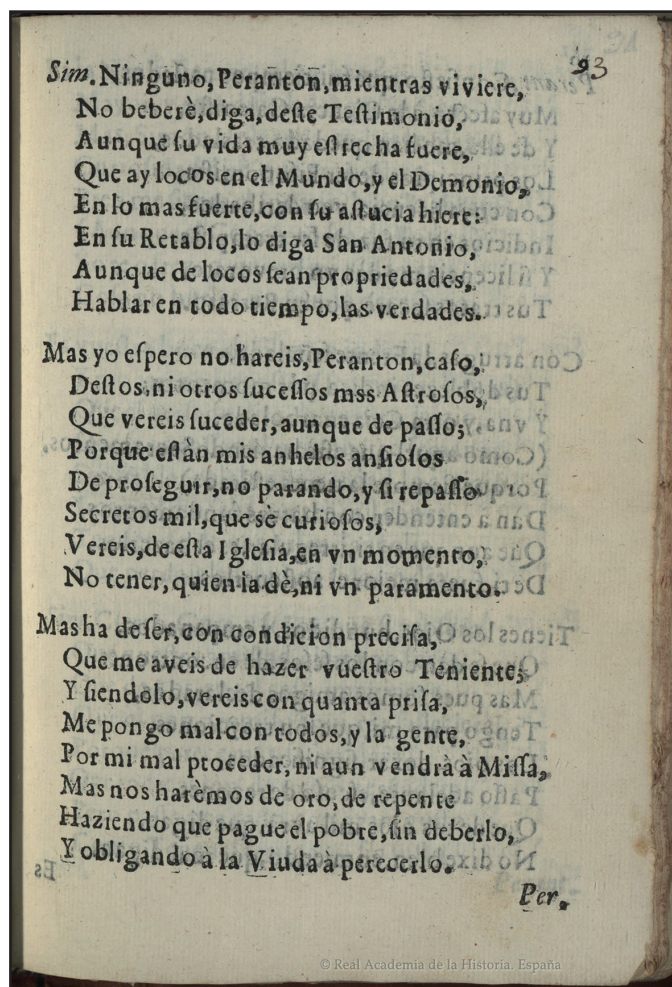 93
Sim. Ninguno, Perañtoñ, mientras viviere,
No beberè, diga, deſte Teſtimonio,
Aunque ſu vida muy eſtrecha fuere,
Que ay locos en el Mundo, y el Demonio,
En lo mas fuerte, con ſu aſtucia hiere:
En ſu Retablo, lo diga San Antonio,
Aunque de locos ſean propriedades,
Hablar en todo tiempo, las verdades.
Mas yo eſpero no hareis, Peranton, caſo,
Deſtos, ni otros ſuceſſos mss Aſtroſos,
Que vereis ſuceder, aunque de paſſo;
Porque eſtàn mis anhelos anſioſos
De proſeguir, no parando, y ſi repaſſo
Secretos mil, que sè curioſos,
Vereis, de eſta Igleſia, en vn momento,
No tener, quien la dè, ni vn paramento.
Mas ha de ſer, con condicion preciſa,
Que me aveis de hazer vueſtro Teniente;
Y ſiendolo, vereis con quanta priſa,
Me pongo mal con todos, y la gente,
Por mi mal proceder, ni aun vendrà à Miſſa,
Mas nos harèmos de oro, de repente
Haziendo que pague el pobre, ſin deberlo,
Y obligando à la Viuda à perecerlo.
Per.
© Real Academia de la Historia. España